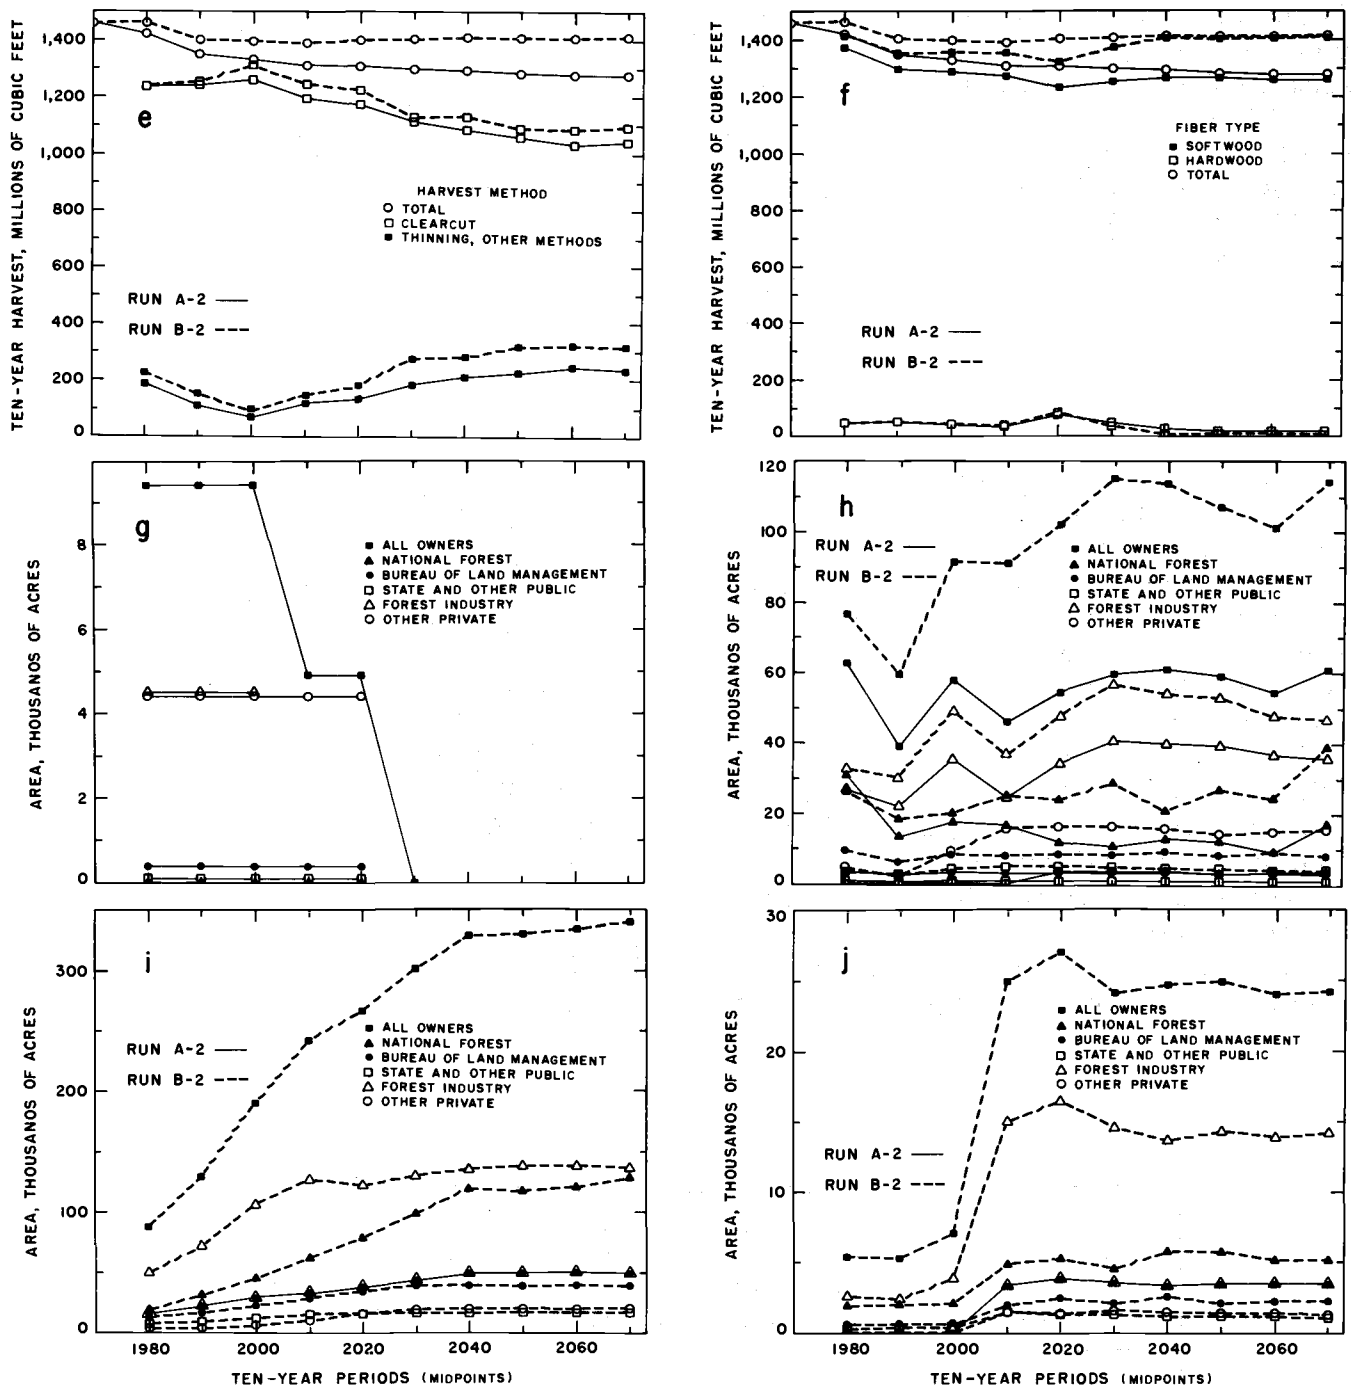 TEN-YEAR HARVEST, MILLIONS OF CUBIC FEET
1,400
1,200
1,000
800
600
400
200
0
e
HARVEST METHOD
TOTAL
CLEARCUT
THINNING, OTHER METHODS
RUN A-2
RUN B-2
TEN-YEAR HARVEST, MILLIONS OF CUBIC FEET
1,400
1,200
1,000
800
600
400
200
0
f
FIBER TYPE
SOFTWOOD
HARDWOOD
TOTAL
RUN A-2
RUN B-2
AREA, THOUSANDS OF ACRES
8
6
4
2
0
g
ALL OWNERS
NATIONAL FOREST
BUREAU OF LAND MANAGEMENT
STATE AND OTHER PUBLIC
FOREST INDUSTRY
OTHER PRIVATE
AREA, THOUSANDS OF ACRES
120
100
80
60
40
20
0
h
RUN A-2
RUN B-2
ALL OWNERS
NATIONAL FOREST
BUREAU OF LAND MANAGEMENT
STATE AND OTHER PUBLIC
FOREST INDUSTRY
OTHER PRIVATE
AREA, THOUSANDS OF ACRES
300
200
100
0
i
RUN A-2
RUN B-2
ALL OWNERS
NATIONAL FOREST
BUREAU OF LAND MANAGEMENT
STATE AND OTHER PUBLIC
FOREST INDUSTRY
OTHER PRIVATE
1980 2000 2020 2040 2060
TEN-YEAR PERIODS (MIDPOINTS)
AREA, THOUSANDS OF ACRES
30
20
10
0
j
ALL OWNERS
NATIONAL FOREST
BUREAU OF LAND MANAGEMENT
STATE AND OTHER PUBLIC
FOREST INDUSTRY
OTHER PRIVATE
RUN A-2
RUN B-2
1980 2000 2020 2040 2060
TEN-YEAR PERIODS (MIDPOINTS)